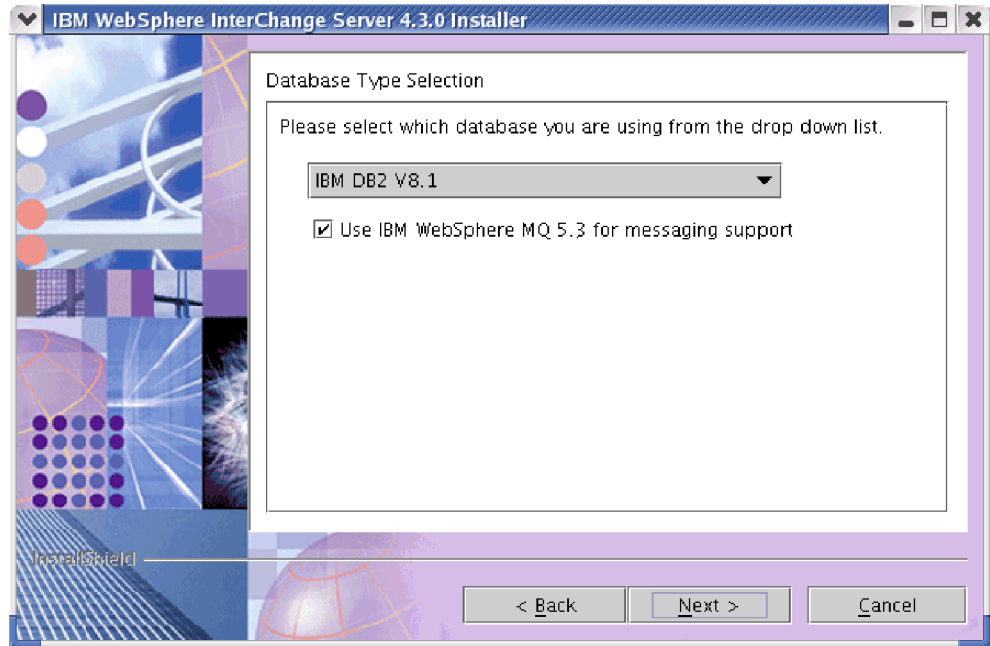 IBM WebSphere InterChange Server 4.3.0 Installer
Database Type Selection
Please select which database you are using from the drop down list.
IBM DB2 V8.1
Use IBM WebSphere MQ 5.3 for messaging support
InstallShield
< Back
Next >
Cancel